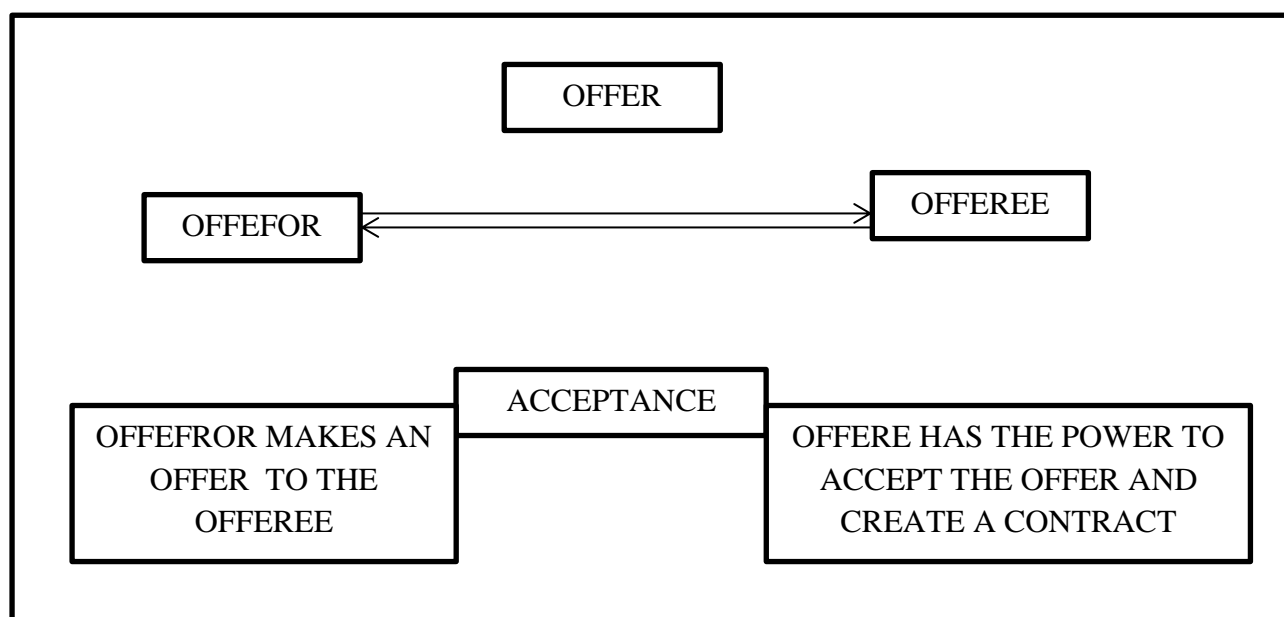 OFFER
OFFEFOR
OFFEREE
ACCEPTANCE
OFFEFROR MAKES AN
OFFER TO THE
OFFEREE
OFFERE HAS THE POWER TO
ACCEPT THE OFFER AND
CREATE A CONTRACT